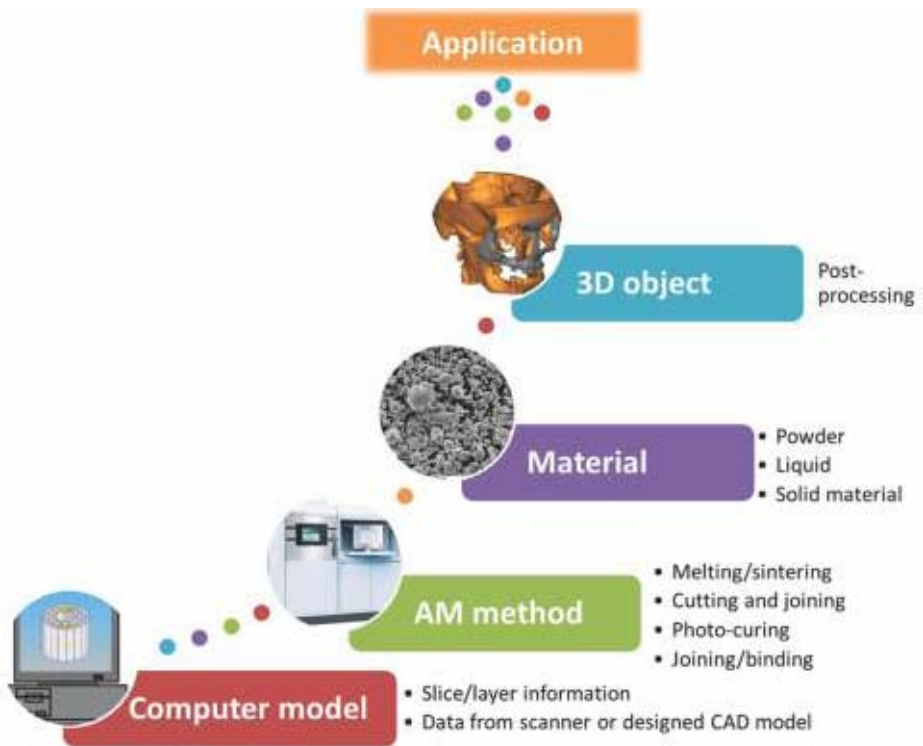 Application
3D object
Post-
processing
Material
▪ Powder
▪ Liquid
▪ Solid material
AM method
▪ Melting/sintering
▪ Cutting and joining
▪ Photo-curing
▪ Joining/binding
Computer model
▪ Slice/layer information
▪ Data from scanner or designed CAD model